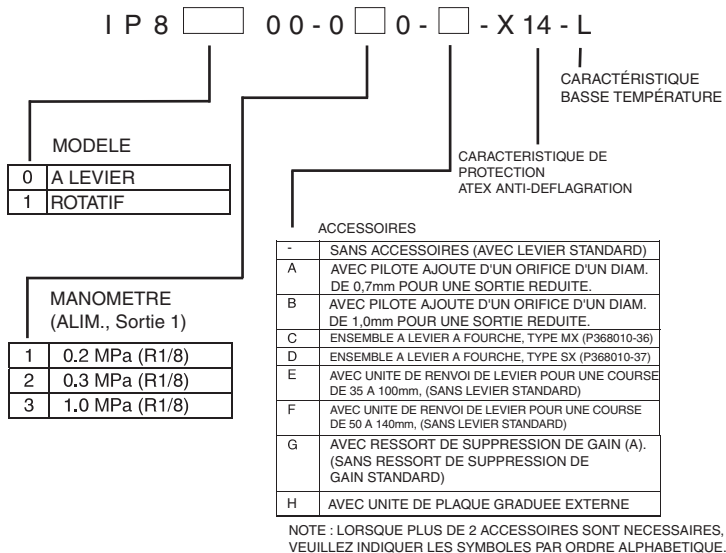 IP8 00-0 0- -X14-L
CARACTÉRISTIQUE
BASSE TEMPÉRATURE
CARACTERISTIQUE DE
PROTECTION
ATEX ANTI-DEFLAGRATION
MODELE
0 A LEVIER
1 ROTATIF
MANOMETRE
(ALIM., Sortie 1)
1 0.2 MPa (R1/8)
2 0.3 MPa (R1/8)
3 1.0 MPa (R1/8)
ACCESSOIRES
- SANS ACCESSOIRES (AVEC LEVIER STANDARD)
A AVEC PILOTE AJOUTE D'UN ORIFICE D'UN DIAM.
DE 0,7mm POUR UNE SORTIE REDUITE.
B AVEC PILOTE AJOUTE D'UN ORIFICE D'UN DIAM.
DE 1,0mm POUR UNE SORTIE REDUITE.
C ENSEMBLE A LEVIER A FOURCHE, TYPE MX (P368010-36)
D ENSEMBLE A LEVIER A FOURCHE, TYPE SX (P368010-37)
E AVEC UNITE DE RENVOI DE LEVIER POUR UNE COURSE
DE 35 A 100mm, (SANS LEVIER STANDARD)
F AVEC UNITE DE RENVOI DE LEVIER POUR UNE COURSE
DE 50 A 140mm, (SANS LEVIER STANDARD)
G AVEC RESSORT DE SUPPRESSION DE GAIN (A).
(SANS RESSORT DE SUPPRESSION DE
GAIN STANDARD)
H AVEC UNITE DE PLAQUE GRADUEE EXTERNE
NOTE : LORSQUE PLUS DE 2 ACCESSOIRES SONT NECESSAIRES,
VEUILLEZ INDIQUER LES SYMBOLES PAR ORDRE ALPHABETIQUE.